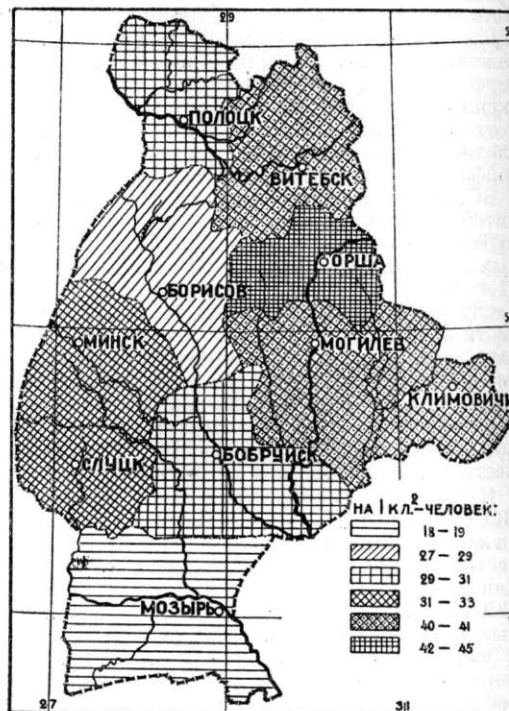 29
ПОЛОЦК
ВИТЕБСК
ОРША
БОРИСОВ
МИНСК
МОГИЛЕВ
КЛИМОВИЧИ
БОБРУЙСК
СЛУЦК
НА 1 КЛ.²-ЧЕЛОВЕК:
18 — 19
27 — 29
29 — 31
31 — 33
40 — 41
42 — 45
МОЗЫРЬ
27
31